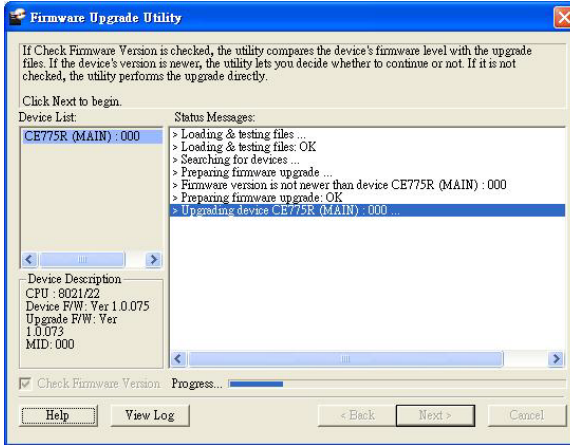 Firmware Upgrade Utility
If Check Firmware Version is checked, the utility compares the device's firmware level with the upgrade
files. If the device's version is newer, the utility lets you decide whether to continue or not. If it is not
checked, the utility performs the upgrade directly.
Click Next to begin.
Device List:
CE775R (MAIN) : 000
Status Messages:
> Loading & testing files ...
> Loading & testing files: OK
> Searching for devices ...
> Preparing firmware upgrade ...
> Firmware version is not newer than device CE775R (MAIN) : 000
> Preparing firmware upgrade: OK
> Upgrading device CE775R (MAIN) : 000 ...
Device Description
CPU : 8021/22
Device F/W: Ver 1.0.075
Upgrade F/W: Ver
1.0.073
MID: 000
Check Firmware Version
Progress...
Help
View Log
< Back
Next >
Cancel